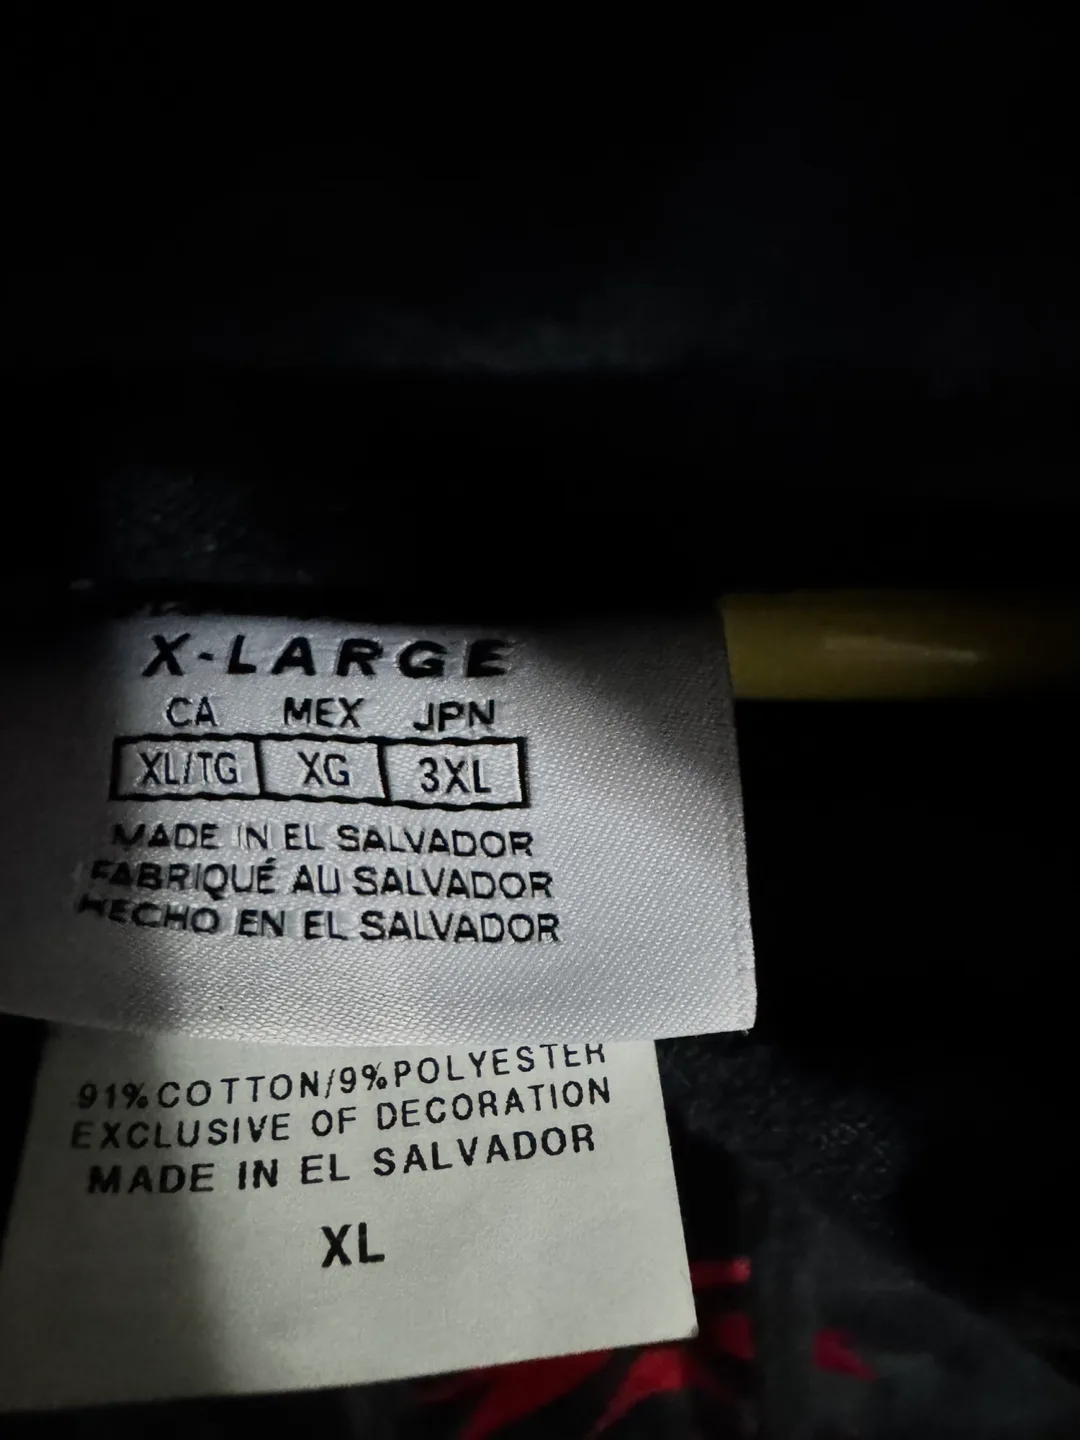 X-LARGE
CA MEX JPN
XL/TG XG 3XL
MADE IN EL SALVADOR
FABRIQUÉ AU SALVADOR
HECHO EN EL SALVADOR
91% COTTON/9% POLYESTER
EXCLUSIVE OF DECORATION
MADE IN EL SALVADOR
XL